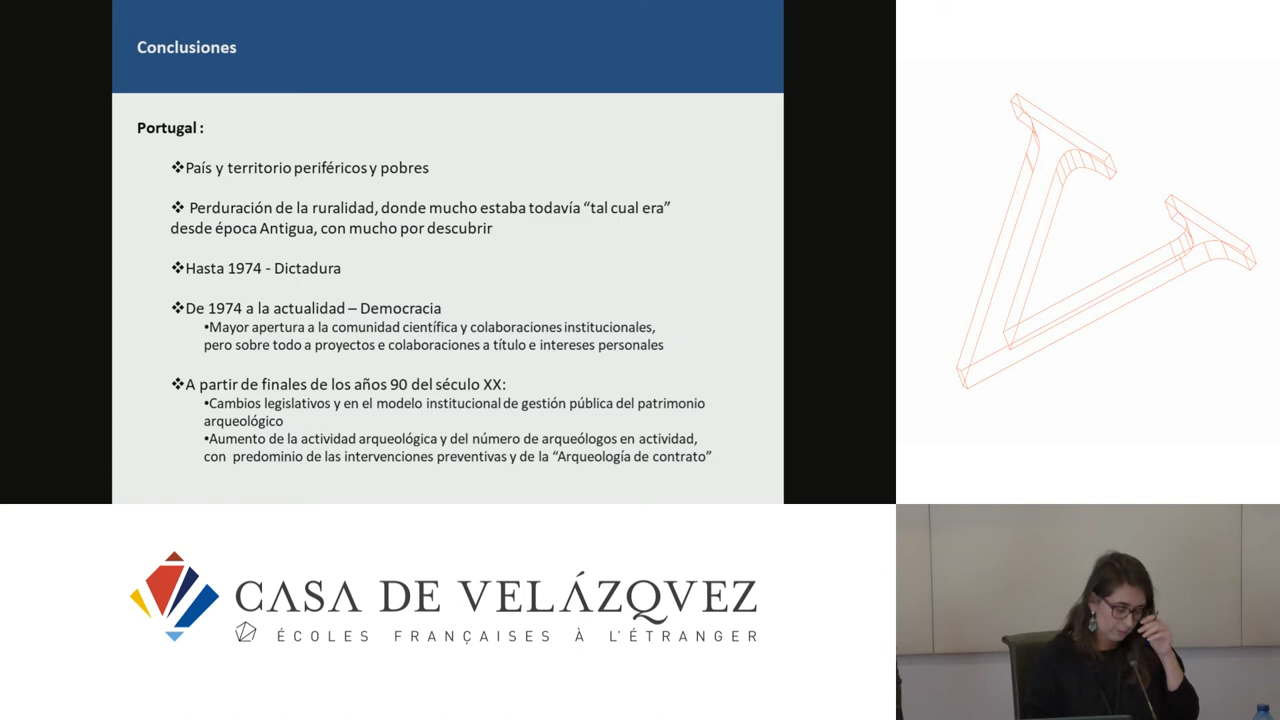 Conclusiones
Portugal :
❖País y territorio periféricos y pobres
❖ Perduración de la ruralidad, donde mucho estaba todavía “tal cual era”
desde época Antigua, con mucho por descubrir
❖Hasta 1974 - Dictadura
❖De 1974 a la actualidad – Democracia
•Mayor apertura a la comunidad científica y colaboraciones institucionales,
pero sobre todo a proyectos e colaboraciones a título e intereses personales
❖A partir de finales de los años 90 del século XX:
•Cambios legislativos y en el modelo institucional de gestión pública del patrimonio
arqueológico
•Aumento de la actividad arqueológica y del número de arqueólogos en actividad,
con predominio de las intervenciones preventivas y de la “Arqueología de contrato”
CASA DE VELÁZQVEZ
ÉCOLES FRANÇAISES À L'ÉTRANGER